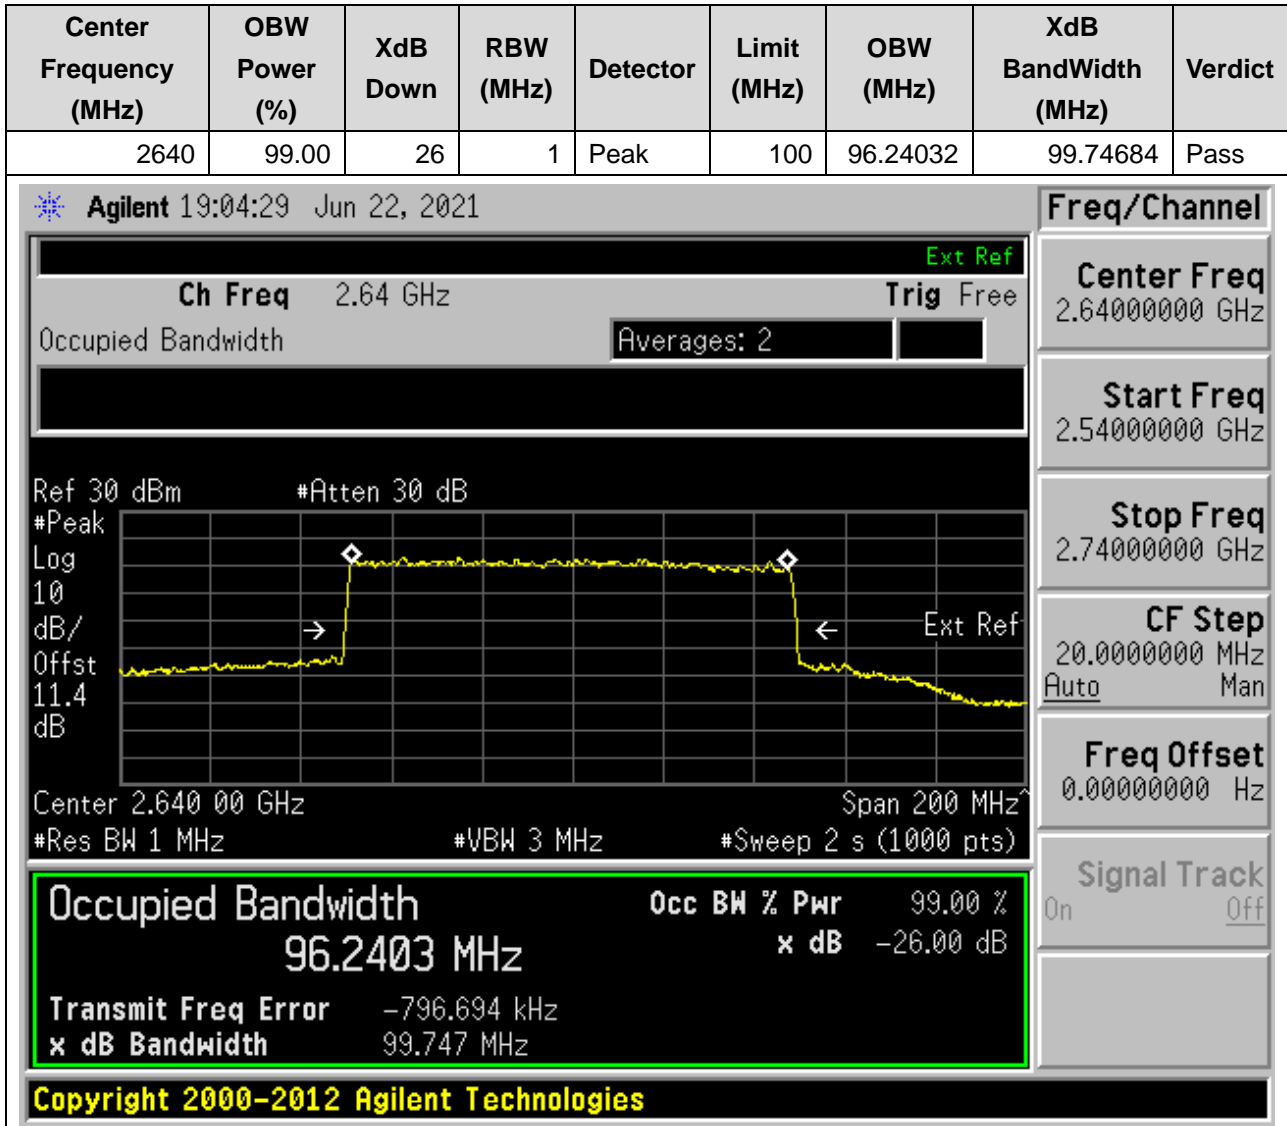 Center Frequency (MHz) OBW Power (%) XdB Down RBW (MHz) Detector Limit (MHz) OBW (MHz) XdB BandWidth (MHz) Verdict
2640 99.00 26 1 Peak 100 96.24032 99.74684 Pass
Agilent 19:04:29 Jun 22, 2021
Freq/Channel
Ext Ref
Ch Freq 2.64 GHz Trig Free
Occupied Bandwidth Averages: 2
Ref 30 dBm #Atten 30 dB
#Peak
Log
10
dB/
Offst
11.4
dB
Ext Ref
Center 2.640 00 GHz Span 200 MHz^
#Res BW 1 MHz #VBW 3 MHz #Sweep 2 s (1000 pts)
Occupied Bandwidth Occ BW % Pwr 99.00 %
96.2403 MHz x dB -26.00 dB
Transmit Freq Error -796.694 kHz
x dB Bandwidth 99.747 MHz
Copyright 2000-2012 Agilent Technologies
Center Freq
2.64000000 GHz
Start Freq
2.54000000 GHz
Stop Freq
2.74000000 GHz
CF Step
20.0000000 MHz
Auto Man
Freq Offset
0.00000000 Hz
Signal Track
On Off